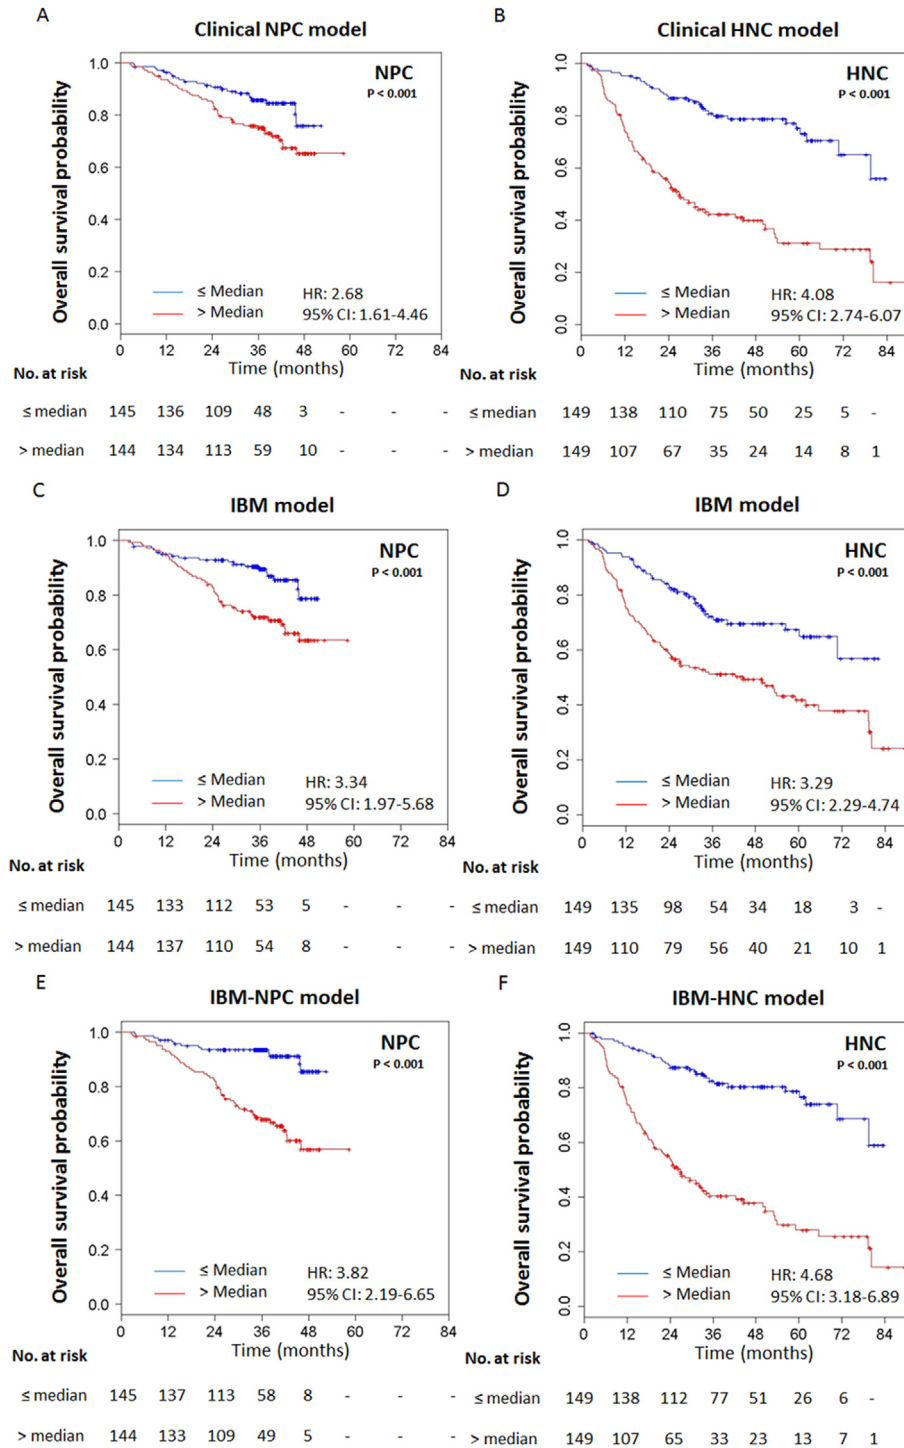 A
Clinical NPC model
NPC
P < 0.001
Overall survival probability
1.0
0.8
0.6
0.4
0.2
0.0
≤ Median
> Median
HR: 2.68
95% CI: 1.61-4.46
0 12 24 36 48 60 72 84
Time (months)
No. at risk
≤ median 145 136 109 48 3 - - -
> median 144 134 113 59 10 - - -
B
Clinical HNC model
HNC
P < 0.001
Overall survival probability
1.0
0.8
0.6
0.4
0.2
0.0
≤ Median
> Median
HR: 4.08
95% CI: 2.74-6.07
0 12 24 36 48 60 72 84
Time (months)
No. at risk
≤ median 149 138 110 75 50 25 5 -
> median 149 107 67 35 24 14 8 1
C
IBM model
NPC
P < 0.001
Overall survival probability
1.0
0.8
0.6
0.4
0.2
0.0
≤ Median
> Median
HR: 3.34
95% CI: 1.97-5.68
0 12 24 36 48 60 72 84
Time (months)
No. at risk
≤ median 145 133 112 53 5 - - -
> median 144 137 110 54 8 - - -
D
IBM model
HNC
P < 0.001
Overall survival probability
1.0
0.8
0.6
0.4
0.2
0.0
≤ Median
> Median
HR: 3.29
95% CI: 2.29-4.74
0 12 24 36 48 60 72 84
Time (months)
No. at risk
≤ median 149 135 98 54 34 18 3 -
> median 149 110 79 56 40 21 10 1
E
IBM-NPC model
NPC
P < 0.001
Overall survival probability
1.0
0.8
0.6
0.4
0.2
0.0
≤ Median
> Median
HR: 3.82
95% CI: 2.19-6.65
0 12 24 36 48 60 72 84
Time (months)
No. at risk
≤ median 145 137 113 58 8 - - -
> median 144 133 109 49 5 - - -
F
IBM-HNC model
HNC
P < 0.001
Overall survival probability
1.0
0.8
0.6
0.4
0.2
0.0
≤ Median
> Median
HR: 4.68
95% CI: 3.18-6.89
0 12 24 36 48 60 72 84
Time (months)
No. at risk
≤ median 149 138 112 77 51 26 6 -
> median 149 107 65 33 23 13 7 1